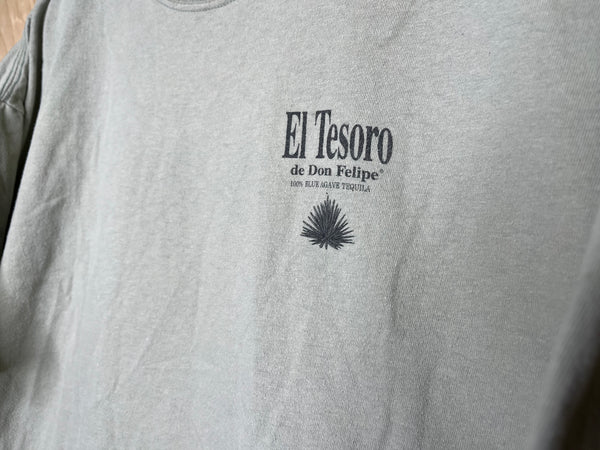 El Tesoro
de Don Felipe®
100% BLUE AGAVE TEQUILA